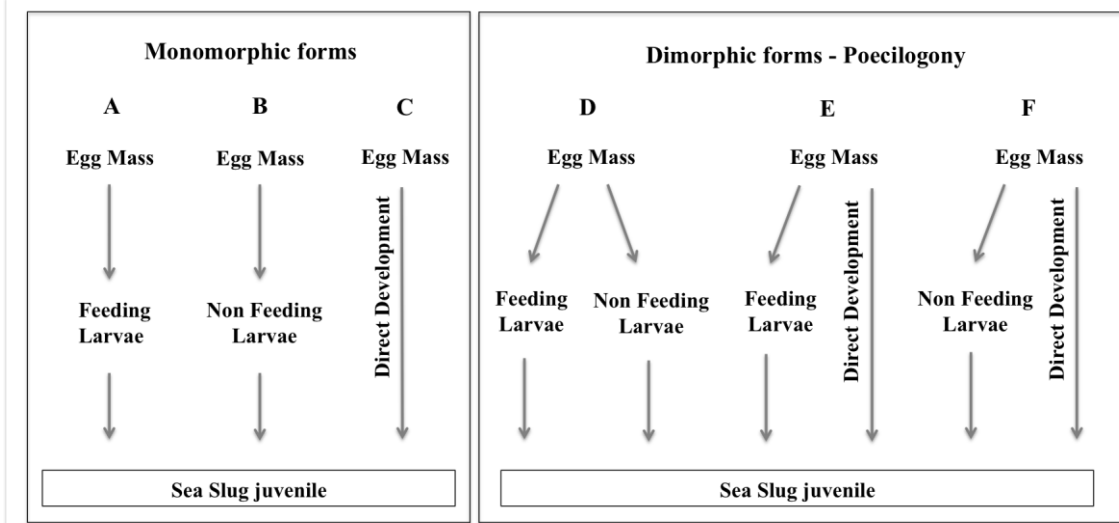 Monomorphic forms
A B C
Egg Mass Egg Mass Egg Mass
Direct Development
Feeding
Larvae
Non Feeding
Larvae
Sea Slug juvenile
Dimorphic forms - Poecilogony
D E F
Egg Mass Egg Mass Egg Mass
Feeding
Larvae
Non Feeding
Larvae
Feeding
Larvae
Direct Development
Non Feeding
Larvae
Direct Development
Sea Slug juvenile